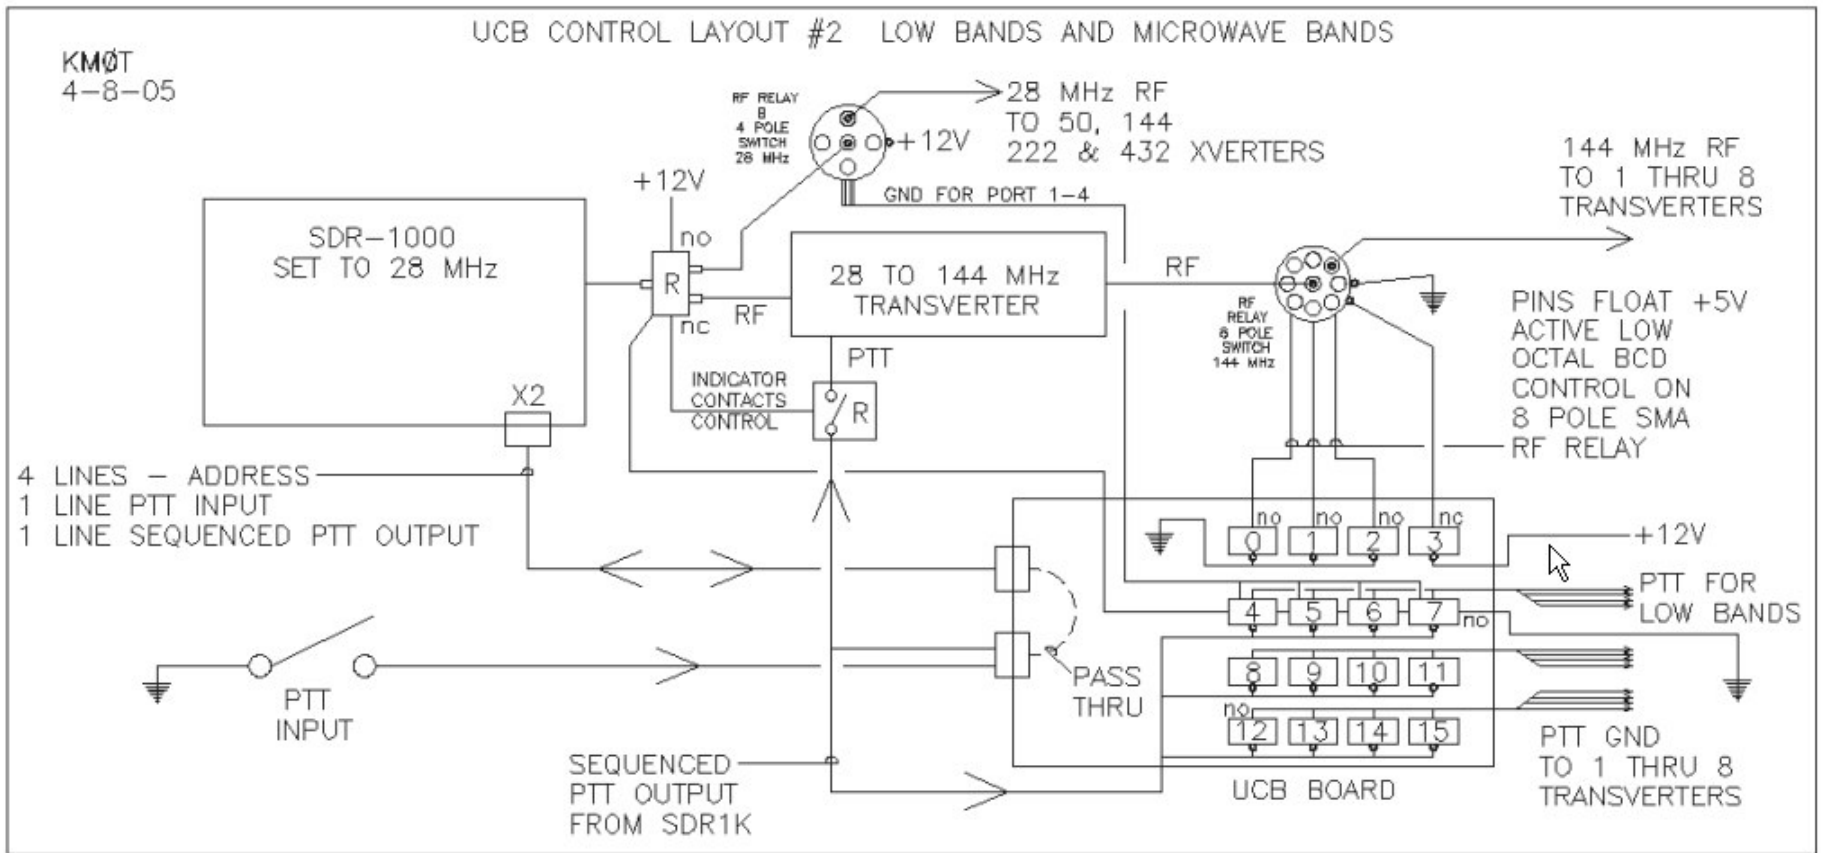 UCB CONTROL LAYOUT #2 LOW BANDS AND MICROWAVE BANDS
KMØT
4-8-05
RF RELAY
8
4 POLE
SWITCH
28 MHz
+12V
28 MHz RF
TO 50, 144
222 & 432 XVERTERS
GND FOR PORT 1-4
144 MHz RF
TO 1 THRU 8
TRANSVERTERS
+12V
SDR-1000
SET TO 28 MHz
no
R
nc
RF
28 TO 144 MHz
TRANSVERTER
RF
RF
RELAY
8 POLE
SWITCH
144 MHz
PINS FLOAT +5V
ACTIVE LOW
OCTAL BCD
CONTROL ON
8 POLE SMA
RF RELAY
PTT
INDICATOR
CONTACTS
CONTROL
R
X2
4 LINES - ADDRESS
1 LINE PTT INPUT
1 LINE SEQUENCED PTT OUTPUT
no no no nc
0 1 2 3
+12V
4 5 6 7
no
PTT FOR
LOW BANDS
8 9 10 11
no
12 13 14 15
PASS
THRU
PTT
INPUT
SEQUENCED
PTT OUTPUT
FROM SDR1K
UCB BOARD
PTT GND
TO 1 THRU 8
TRANSVERTERS